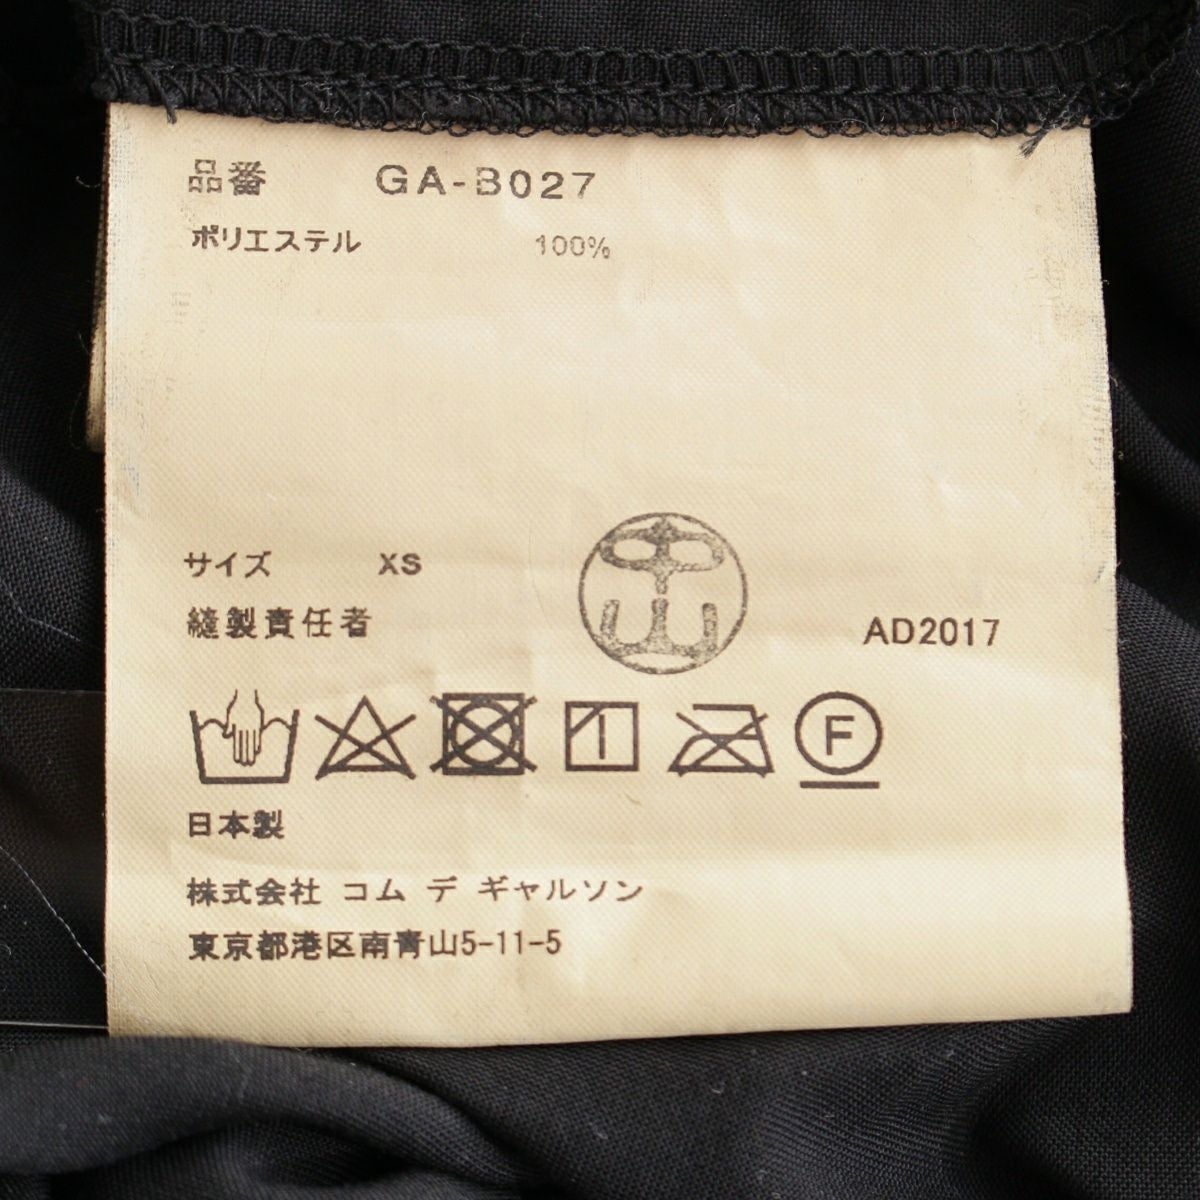 品番 GA-B027
ポリエステル 100%
サイズ XS
縫製責任者 中山 AD2017
F
日本製
株式会社 コム デ ギャルソン
東京都港区南青山5-11-5